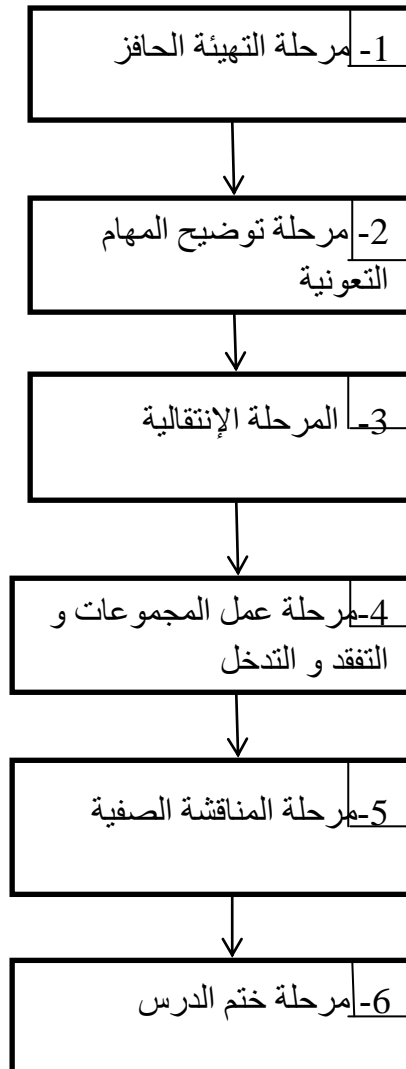 1- مرحلة التهيئة الحافز
2- مرحلة توضيح المهام
التعونية
3- المرحلة الإنتقالية
4-مرحلة عمل المجموعات و
التفقد و التدخل
5-مرحلة المناقشة الصفية
6- مرحلة ختم الدرس